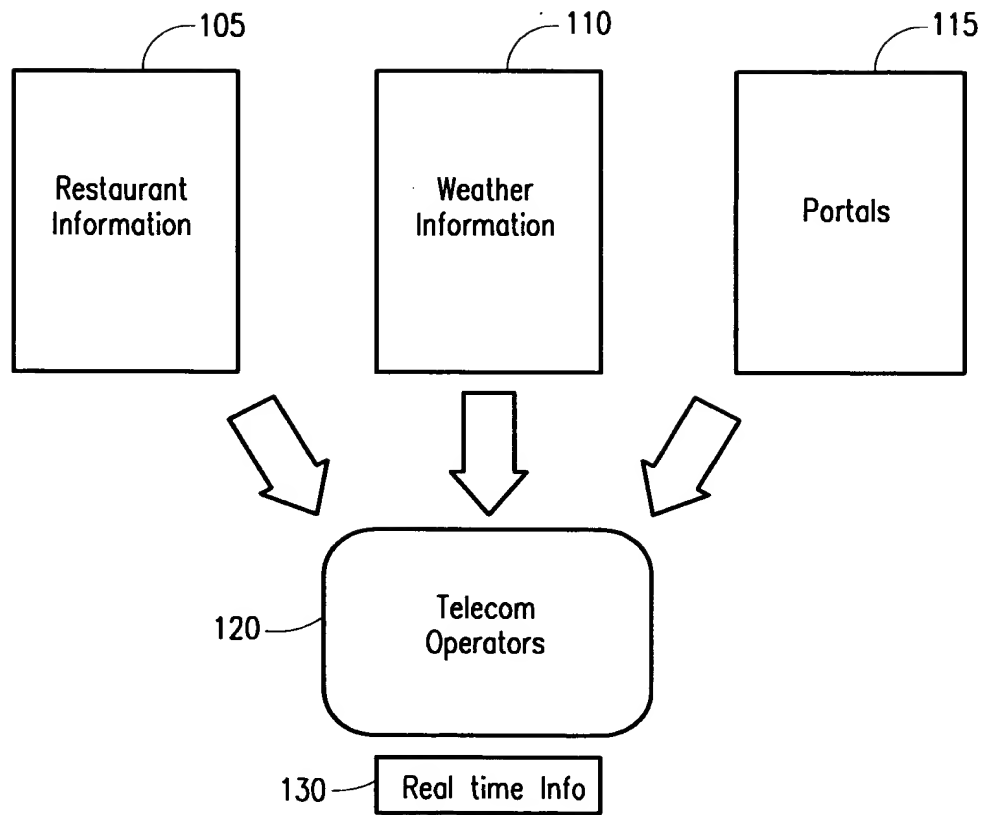 105
110
115
Restaurant
Information
Weather
Information
Portals
120
Telecom
Operators
130
Real time Info